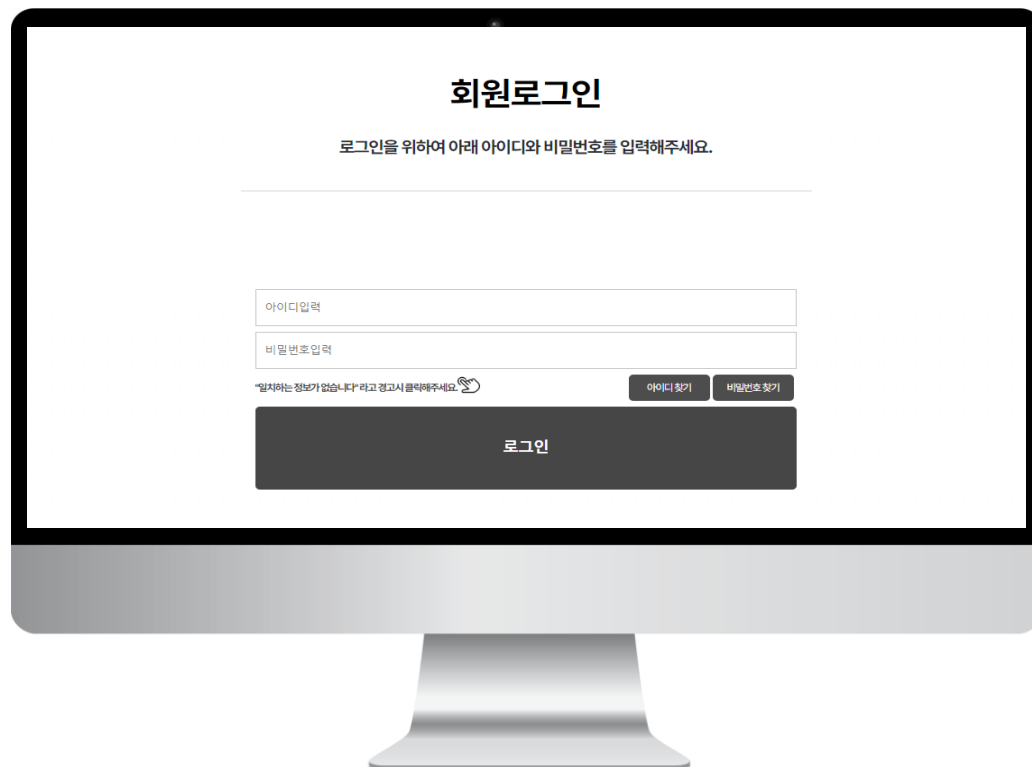 회원로그인
로그인을 위하여 아래 아이디와 비밀번호를 입력해주세요.
아이디입력
비밀번호입력
"일치하는 정보가 없습니다" 라고 경고시 클릭해주세요.
아이디 찾기
비밀번호 찾기
로그인